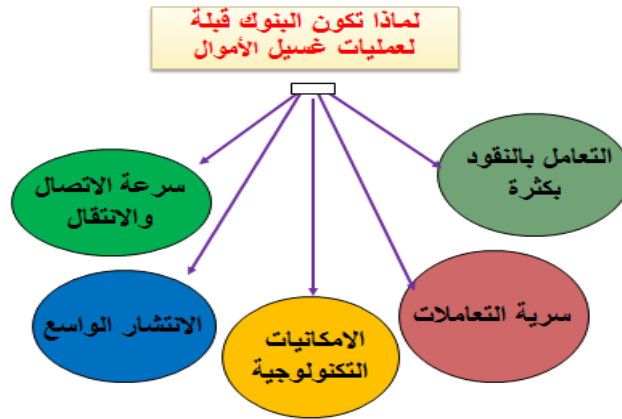 لماذا تكون البنوك قبلة
لعمليات غسيل الأموال
التعامل بالنقود
بكثرة
سرية التعاملات
الامكانيات
التكنولوجية
الانتشار الواسع
سرعة الاتصال
والانتقال